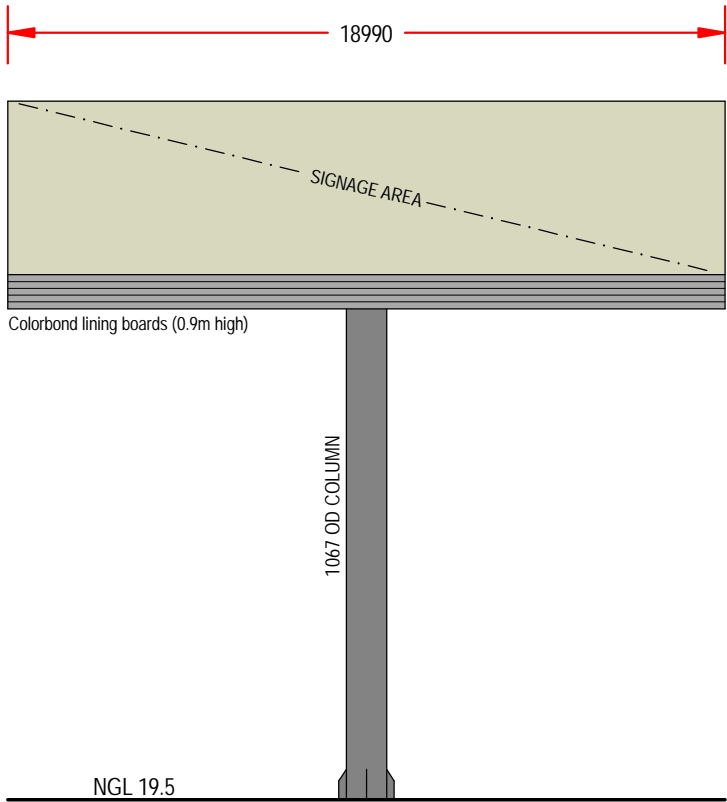 18990
SIGNAGE AREA
Colorbond lining boards (0.9m high)
1067 OD COLUMN
NGL 19.5